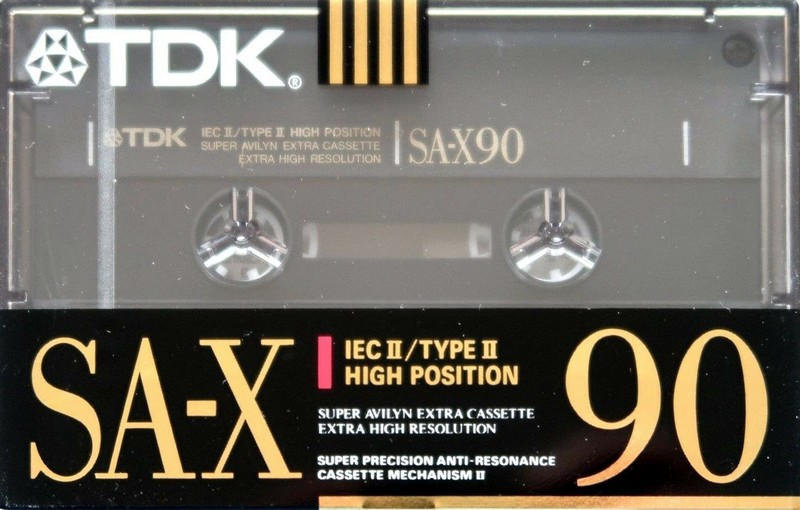 TDK®
TDK
IEC II/TYPE II HIGH POSITION
SUPER AVILYN EXTRA CASSETTE
EXTRA HIGH RESOLUTION
SA-X90
SA-X
IEC II/TYPE II
HIGH POSITION
SUPER AVILYN EXTRA CASSETTE
EXTRA HIGH RESOLUTION
SUPER PRECISION ANTI-RESONANCE
CASSETTE MECHANISM II
90